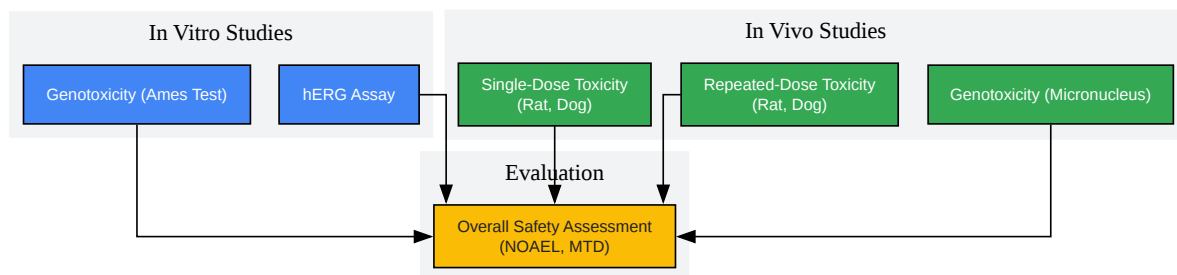 In Vitro Studies
In Vivo Studies
Genotoxicity (Ames Test)
hERG Assay
Single-Dose Toxicity
(Rat, Dog)
Repeated-Dose Toxicity
(Rat, Dog)
Genotoxicity (Micronucleus)
Evaluation
Overall Safety Assessment
(NOAEL, MTD)